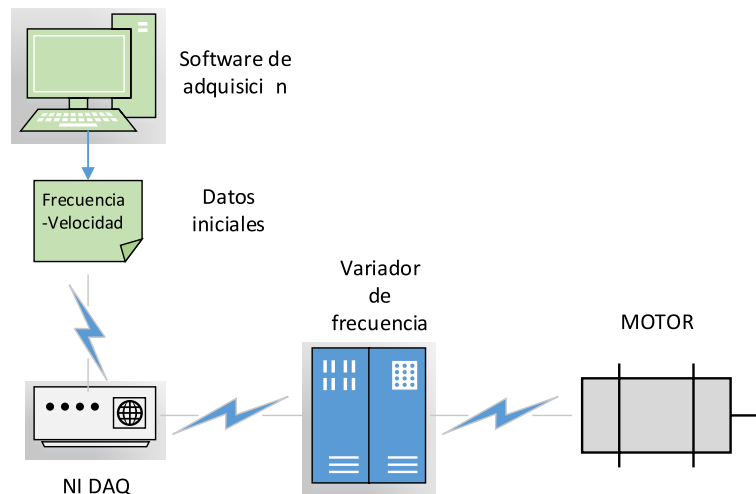 Software de
adquisici n
Frecuencia
-Velocidad
Datos
iniciales
Variador
de
frecuencia
MOTOR
NI DAQ